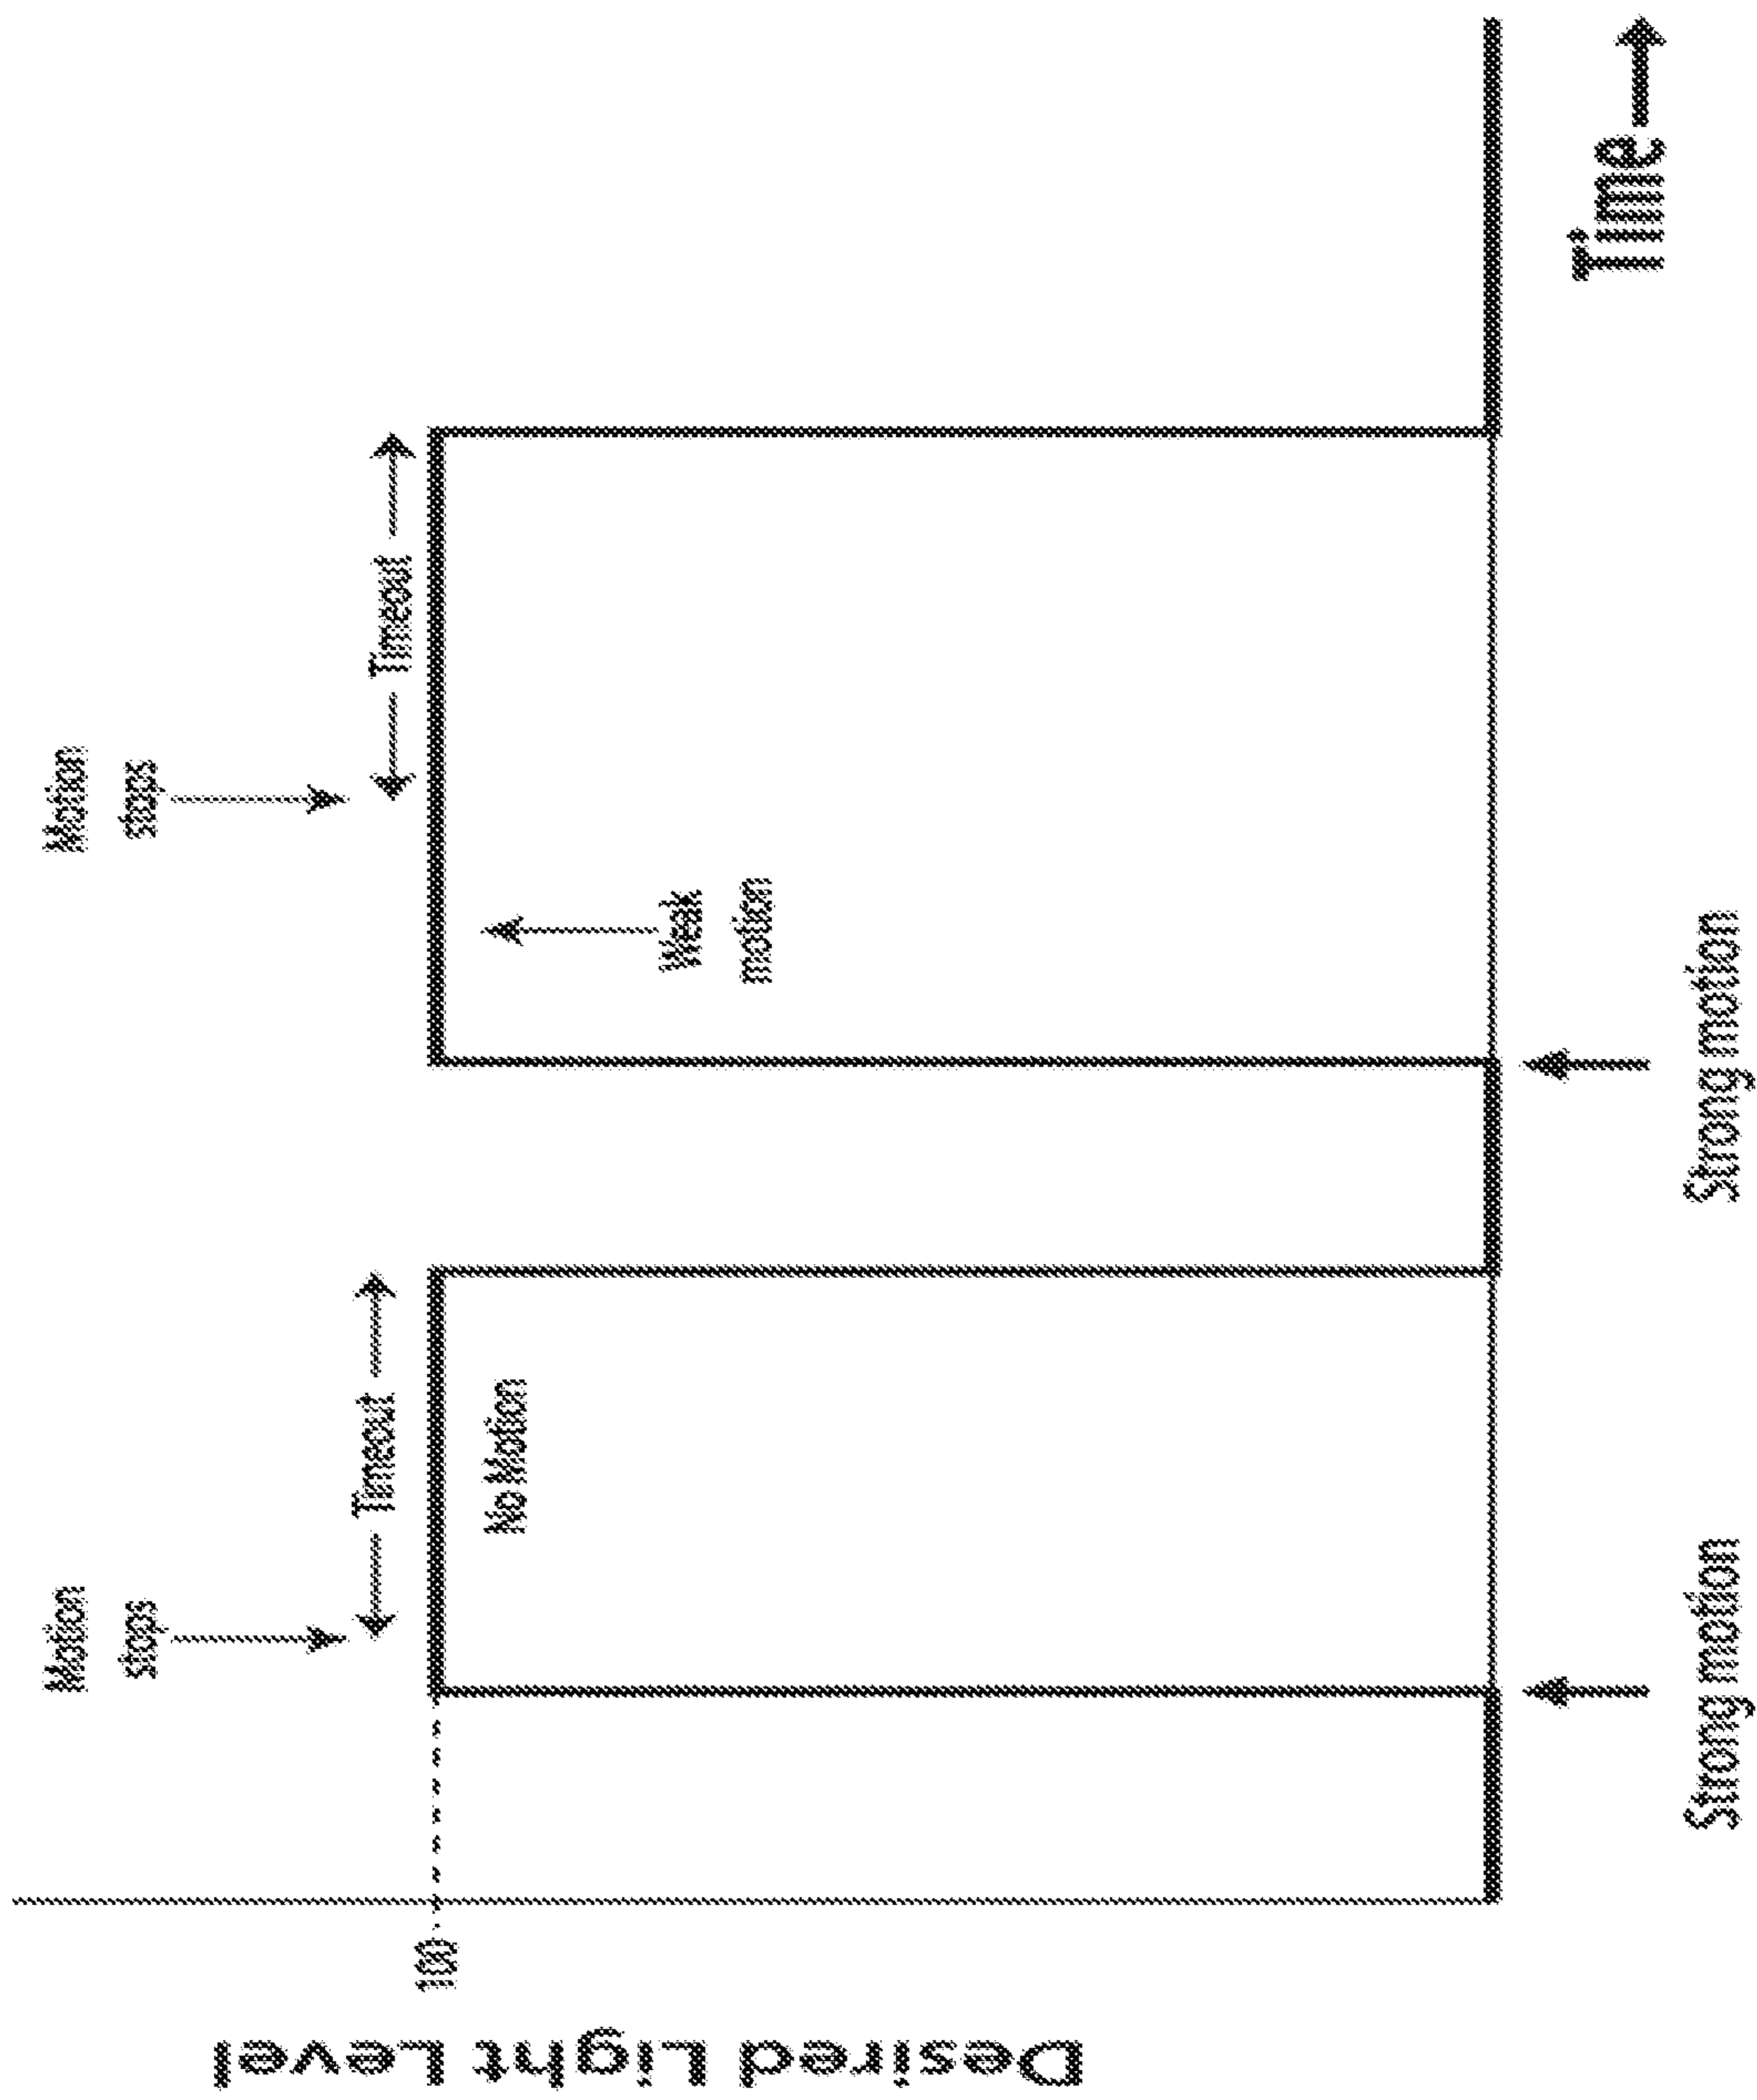 Motion
stops
Motion
stops
Timeout
Timeout
100
No Motion
Weak
motion
Desired Light Level
Strong motion
Strong motion
Time